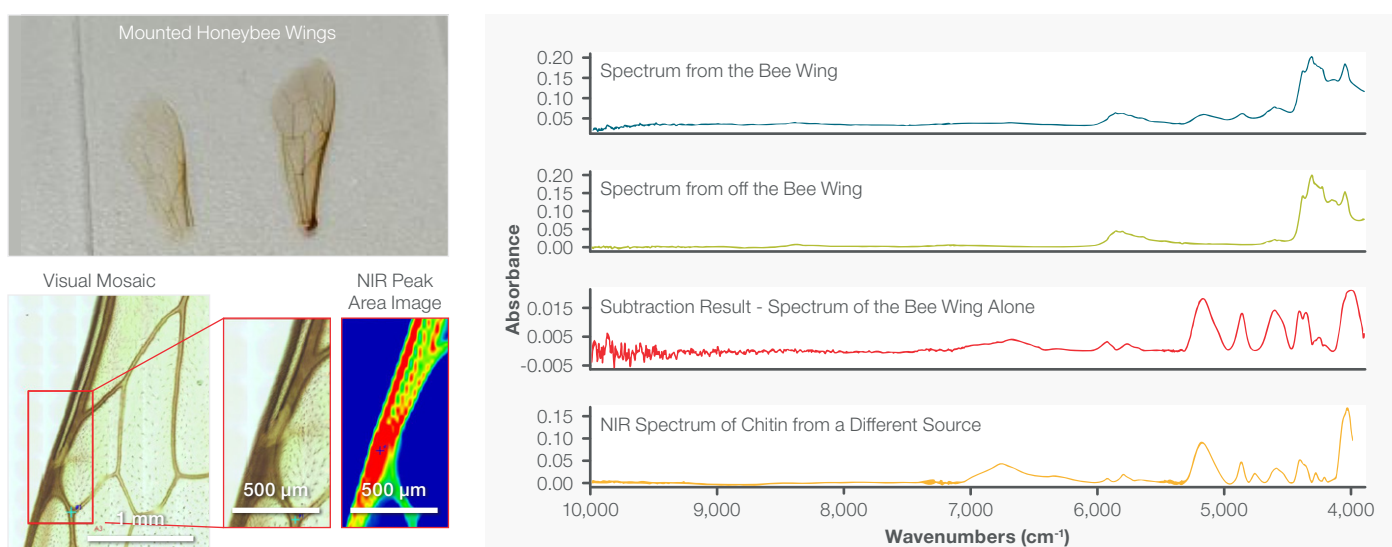 Mounted Honeybee Wings
Visual Mosaic
NIR Peak
Area Image
500 µm
500 µm
1 mm
Absorbance
0.20
0.15
0.10
0.05
Spectrum from the Bee Wing
0.20
0.15
0.10
0.05
0.00
Spectrum from off the Bee Wing
0.015
0.005
-0.005
Subtraction Result - Spectrum of the Bee Wing Alone
0.15
0.10
0.05
0.00
NIR Spectrum of Chitin from a Different Source
10,000 9,000 8,000 7,000 6,000 5,000 4,000
Wavenumbers (cm⁻¹)